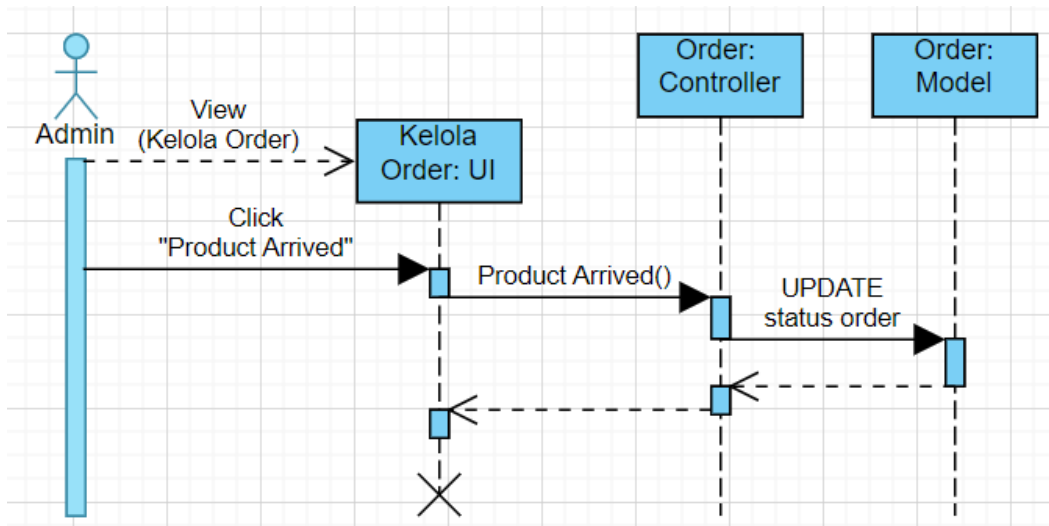 Order:
Controller
Order:
Model
Admin
View
(Kelola Order)
Kelola
Order: UI
Click
"Product Arrived"
Product Arrived()
UPDATE
status order